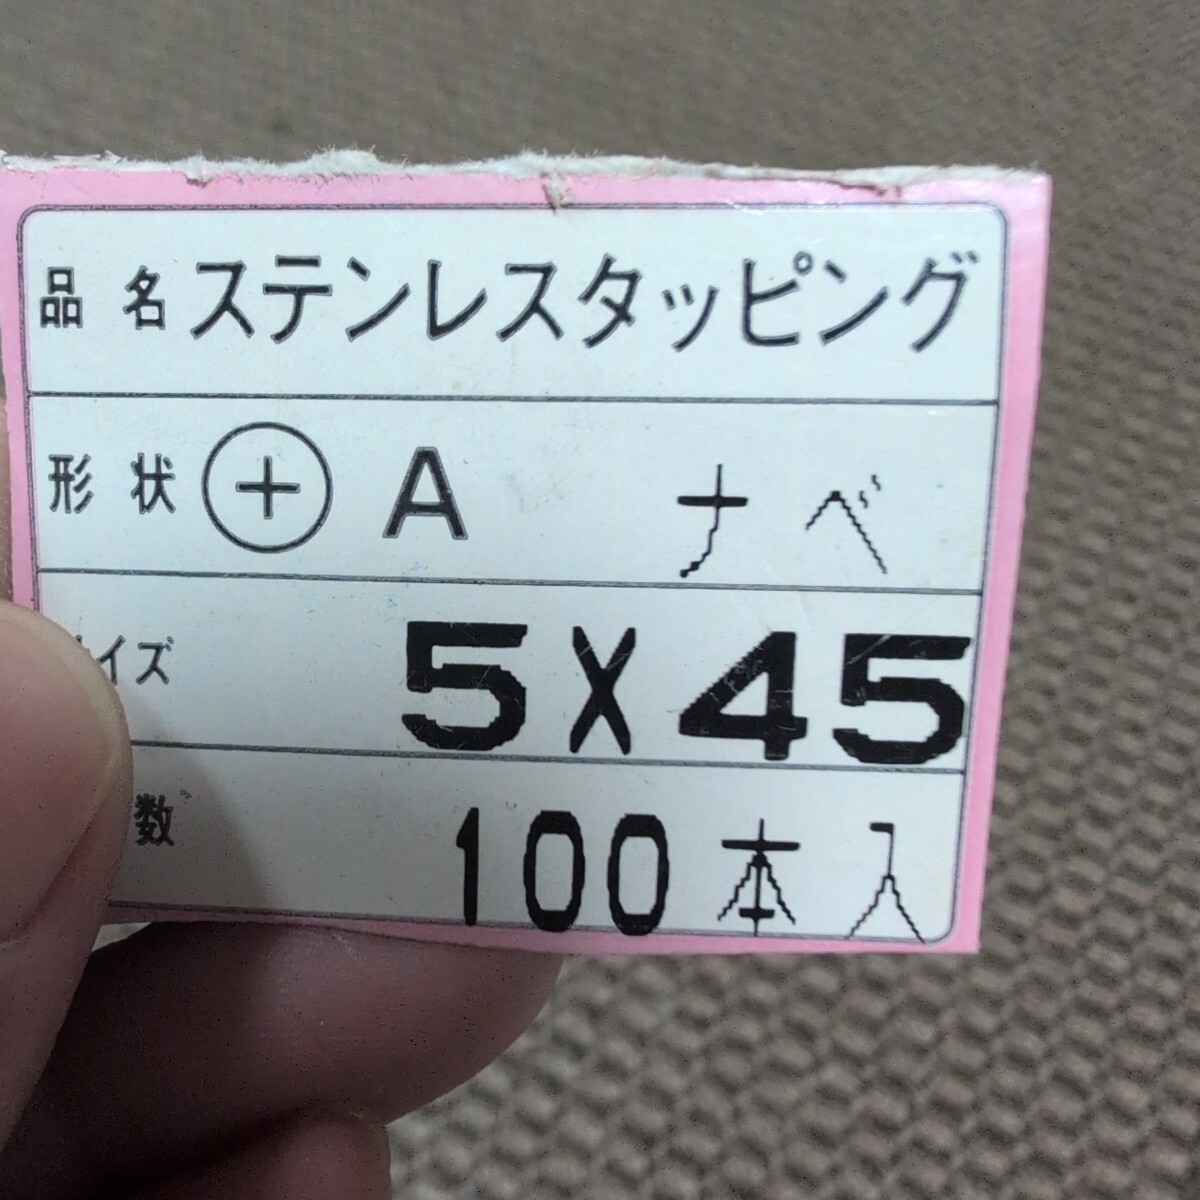 品名 ステンレスタッピング
形状 ⊕ A ナベ
イズ 5X45
数 100本入